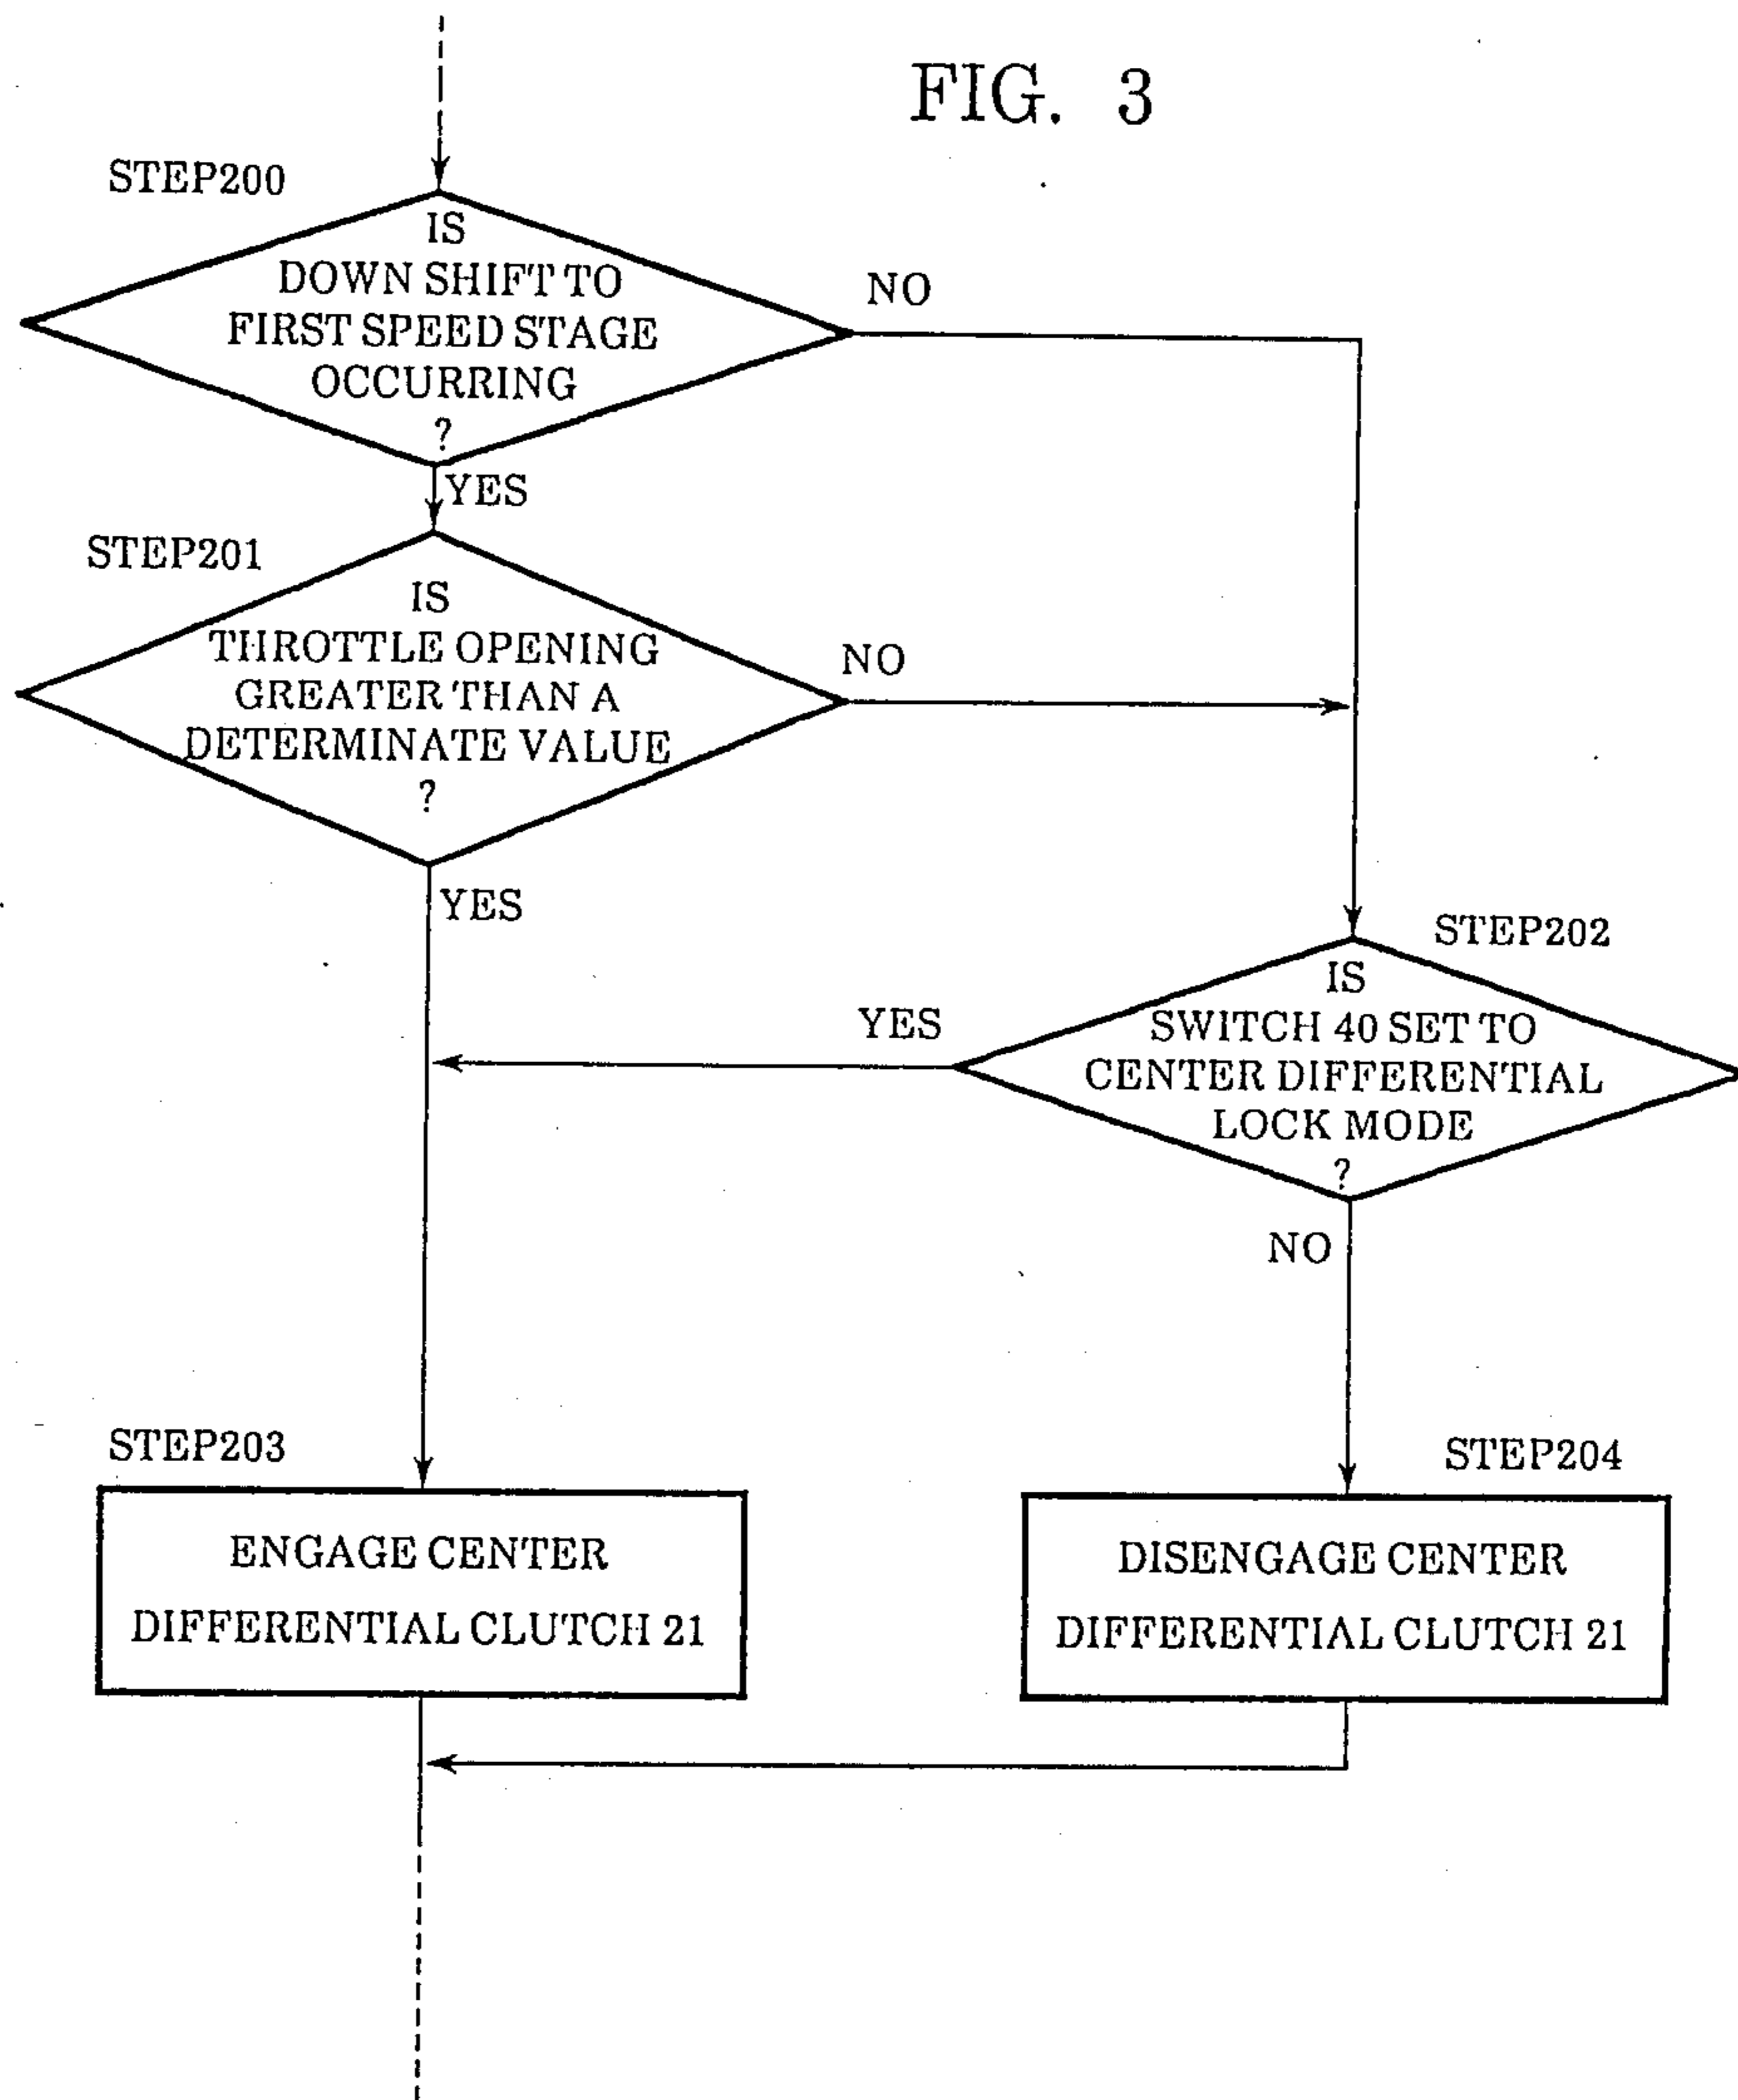 FIG. 3
STEP200
IS
DOWN SHIFT TO
FIRST SPEED STAGE
OCCURRING
?
NO
YES
STEP201
IS
THROTTLE OPENING
GREATER THAN A
DETERMINATE VALUE
?
NO
YES
STEP202
IS
SWITCH 40 SET TO
CENTER DIFFERENTIAL
LOCK MODE
?
YES
NO
STEP203
ENGAGE CENTER
DIFFERENTIAL CLUTCH 21
STEP204
DISENGAGE CENTER
DIFFERENTIAL CLUTCH 21